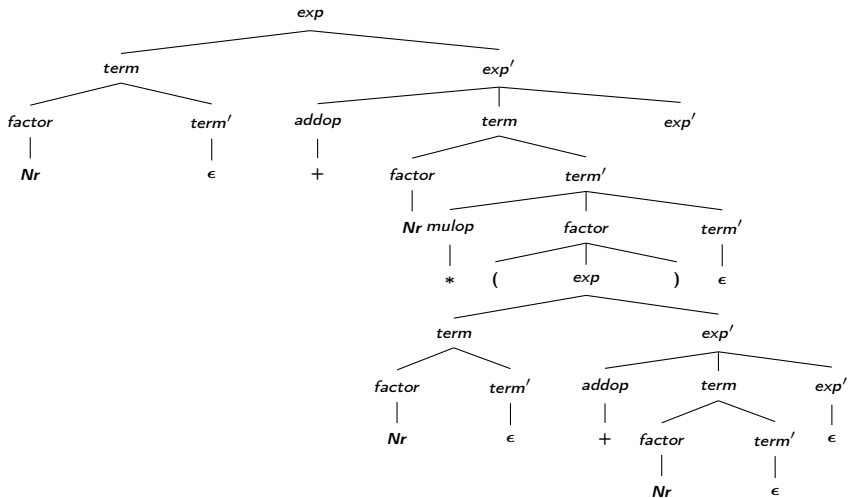 exp
term exp′
factor term′ addop term exp′
Nr ϵ + factor term′
Nr mulop factor term′
* ( exp ) ϵ
term exp′
factor term′ addop term exp′
Nr ϵ + factor term′ ϵ
Nr ϵ